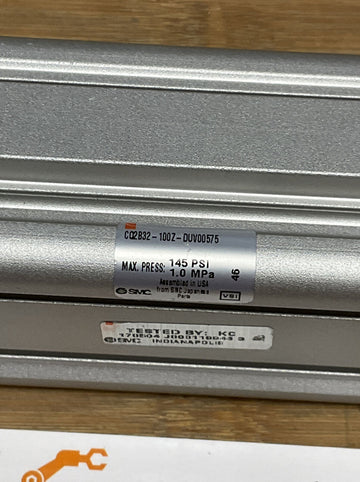 CQ2B32-100Z-DUV00575
MAX. PRESS: 145 PSI
1.0 MPa
46
Assembled in USA
from SMC Japanese
Parts
SMC
VSI
TESTED BY: KC
SMC INDIANAPOLIS